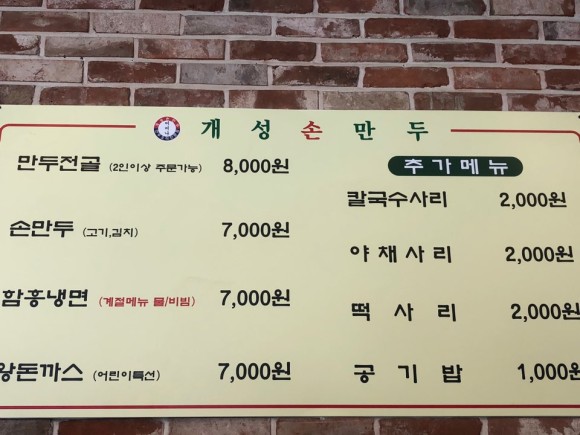 개성손만두
만두전골 (2인이상 주문가능) 8,000원
손만두 (고기,김치) 7,000원
함흥냉면 (계절메뉴 물/비빔) 7,000원
왕돈까스 (어린이특선) 7,000원
추가메뉴
칼국수사리 2,000원
야채사리 2,000원
떡사리 2,000원
공기밥 1,000원